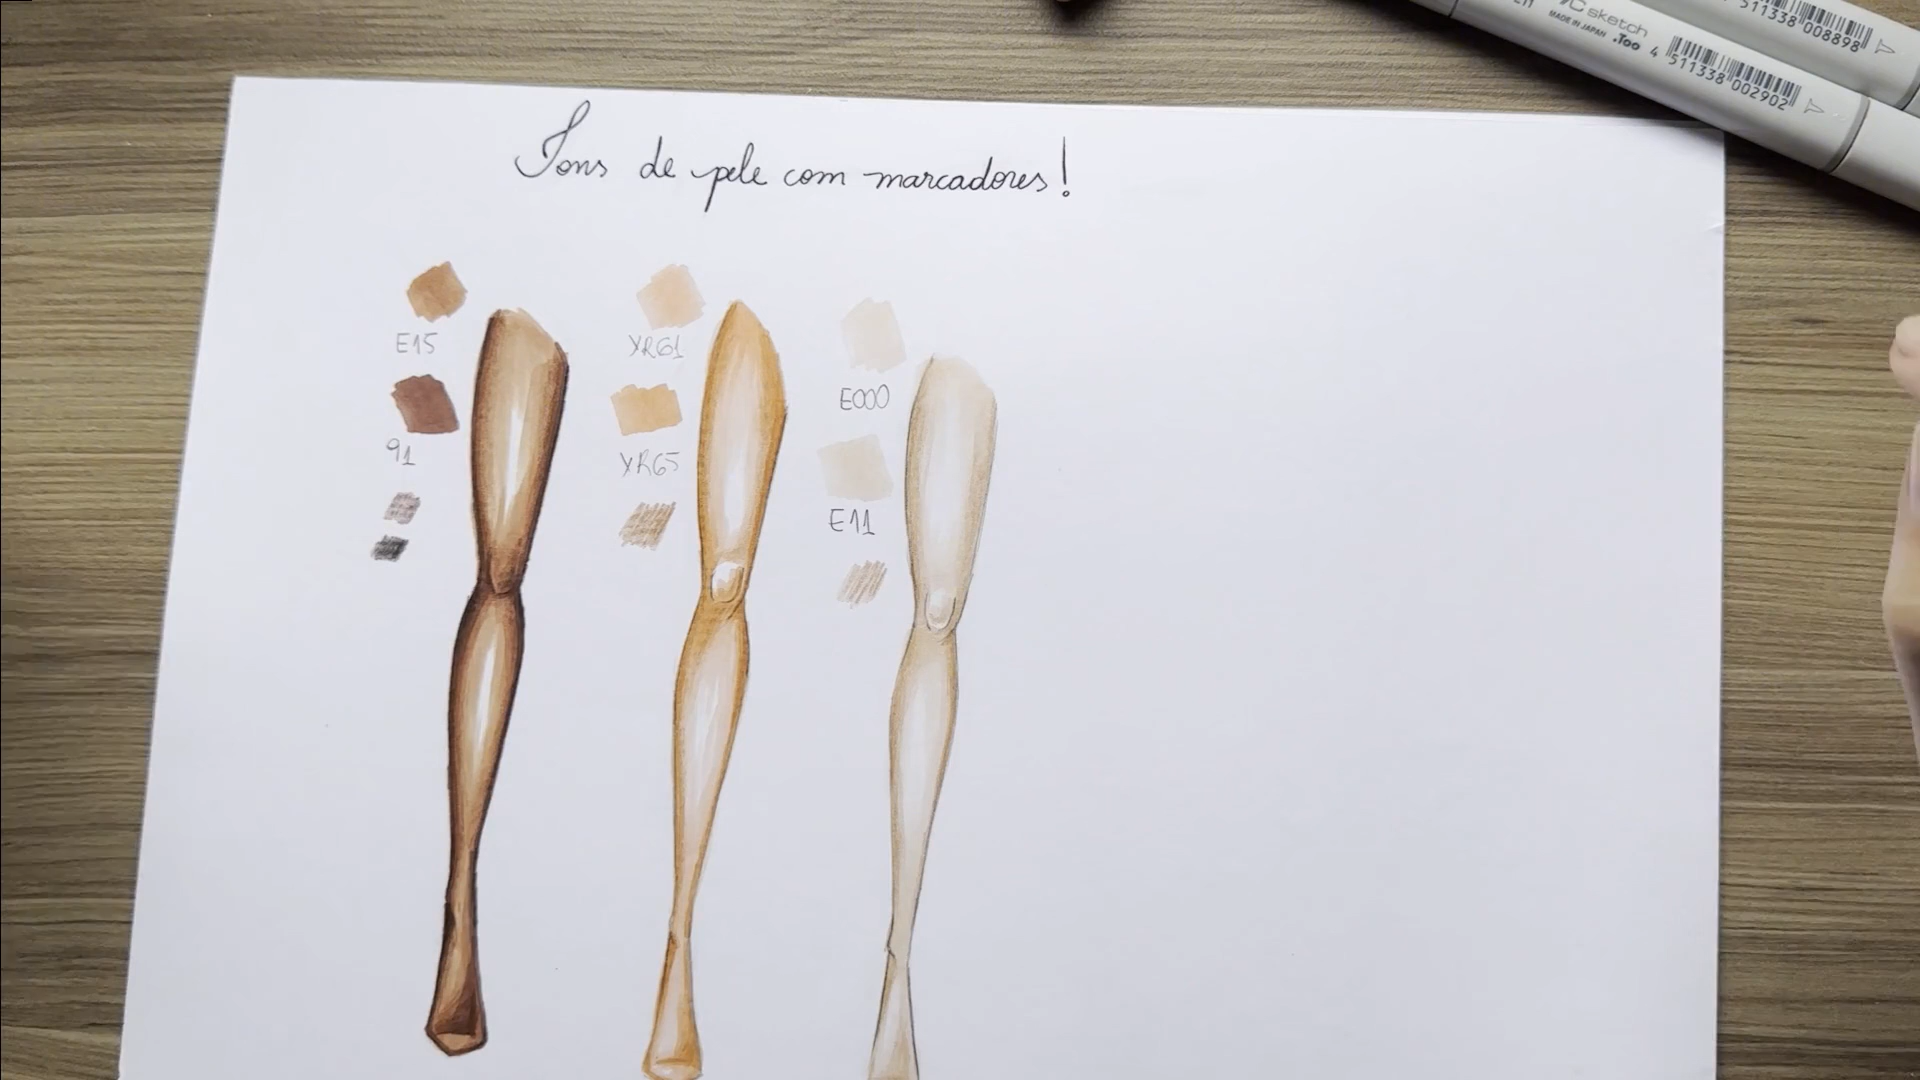 Tons de pele com marcadores!
E15
91
YR61
YR65
E000
E11
sketch
MADE IN JAPAN .Too
4 511338 002902
511338 008898